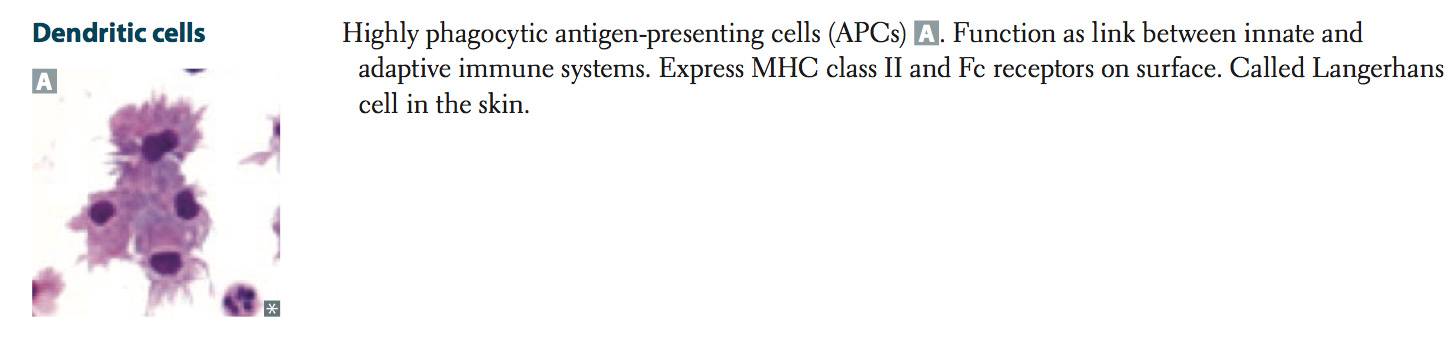 Dendritic cells
Highly phagocytic antigen-presenting cells (APCs) A. Function as link between innate and
adaptive immune systems. Express MHC class II and Fc receptors on surface. Called Langerhans
cell in the skin.
A
*